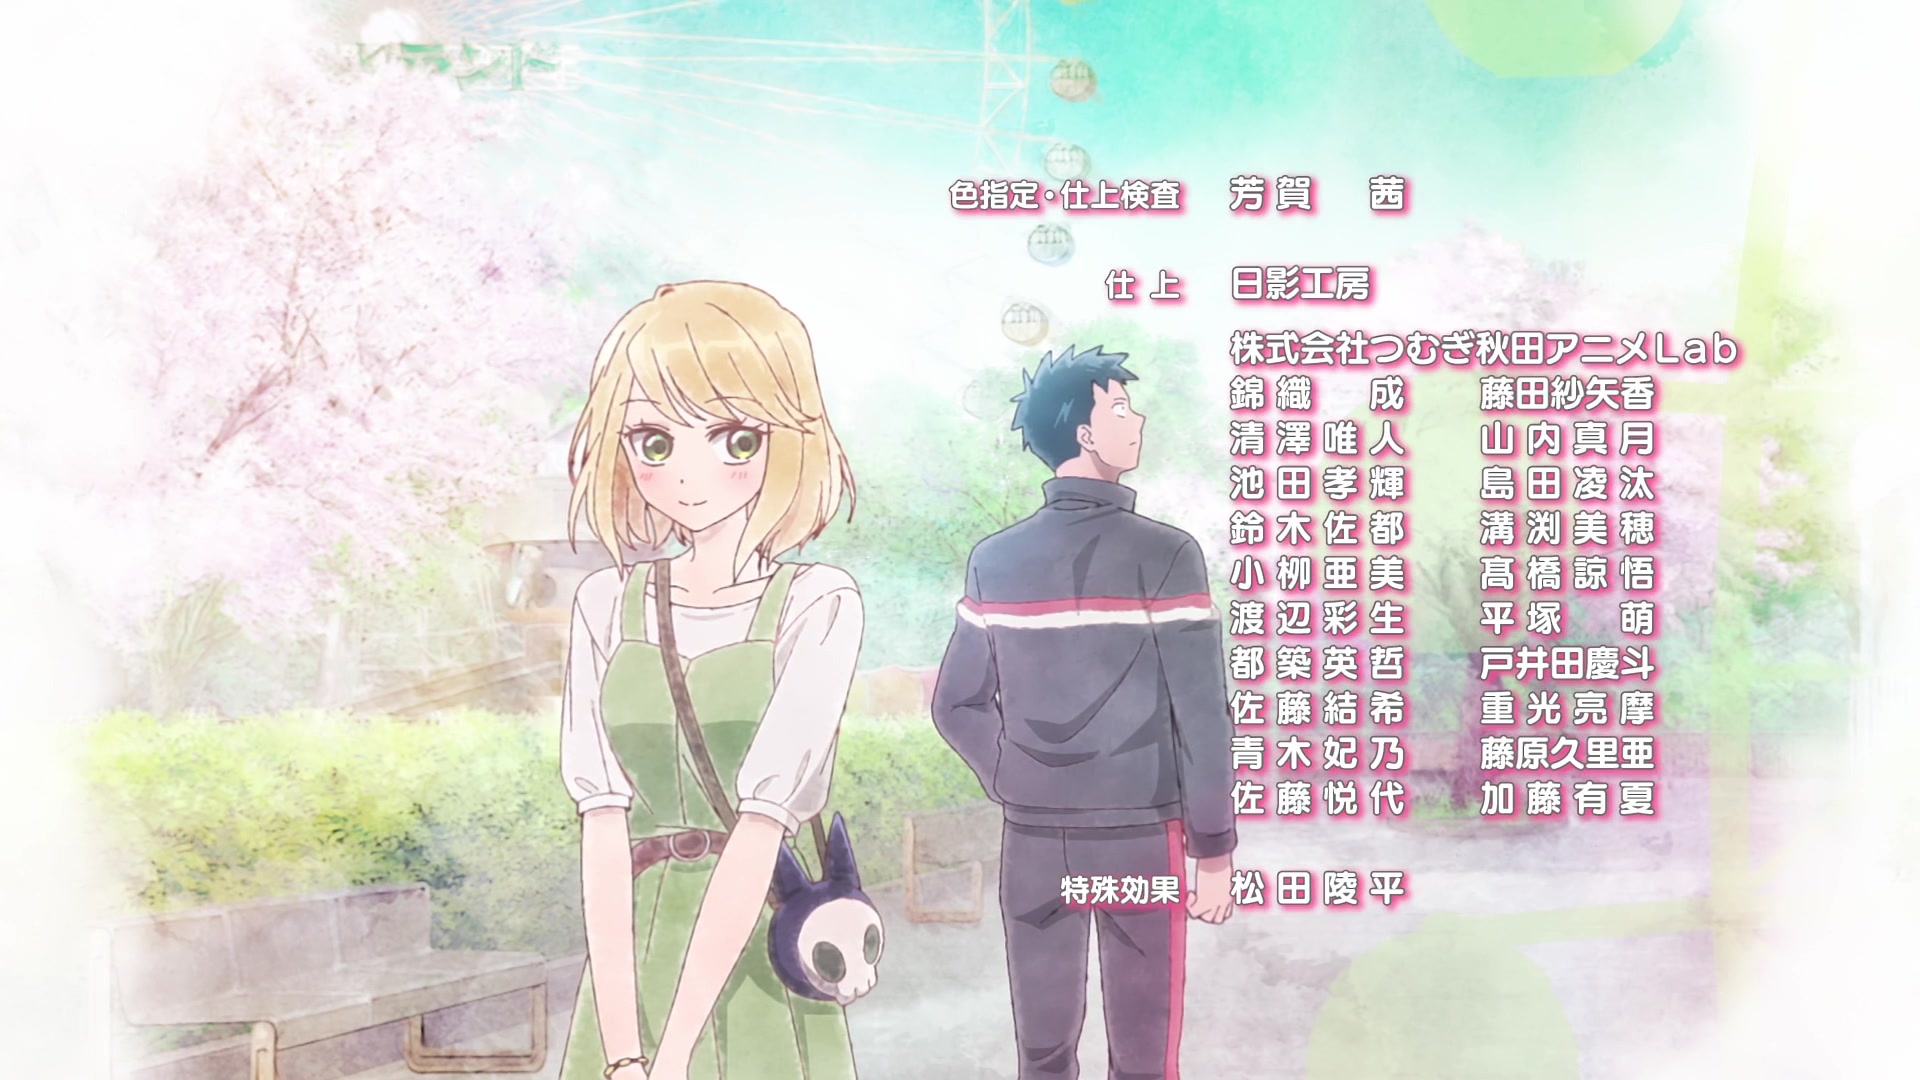 色指定・仕上検査 芳賀 茜
仕上 日影工房
株式会社つむぎ秋田アニメLab
錦織 成 藤田紗矢香
清澤唯人 山内真月
池田孝輝 島田凌汰
鈴木佐都 溝渕美穂
小栁亜美 髙橋諒悟
渡辺彩生 平塚 萌
都築英哲 戸井田慶斗
佐藤結希 重光亮摩
青木妃乃 藤原久里亜
佐藤悦代 加藤有夏
特殊効果 松田陵平